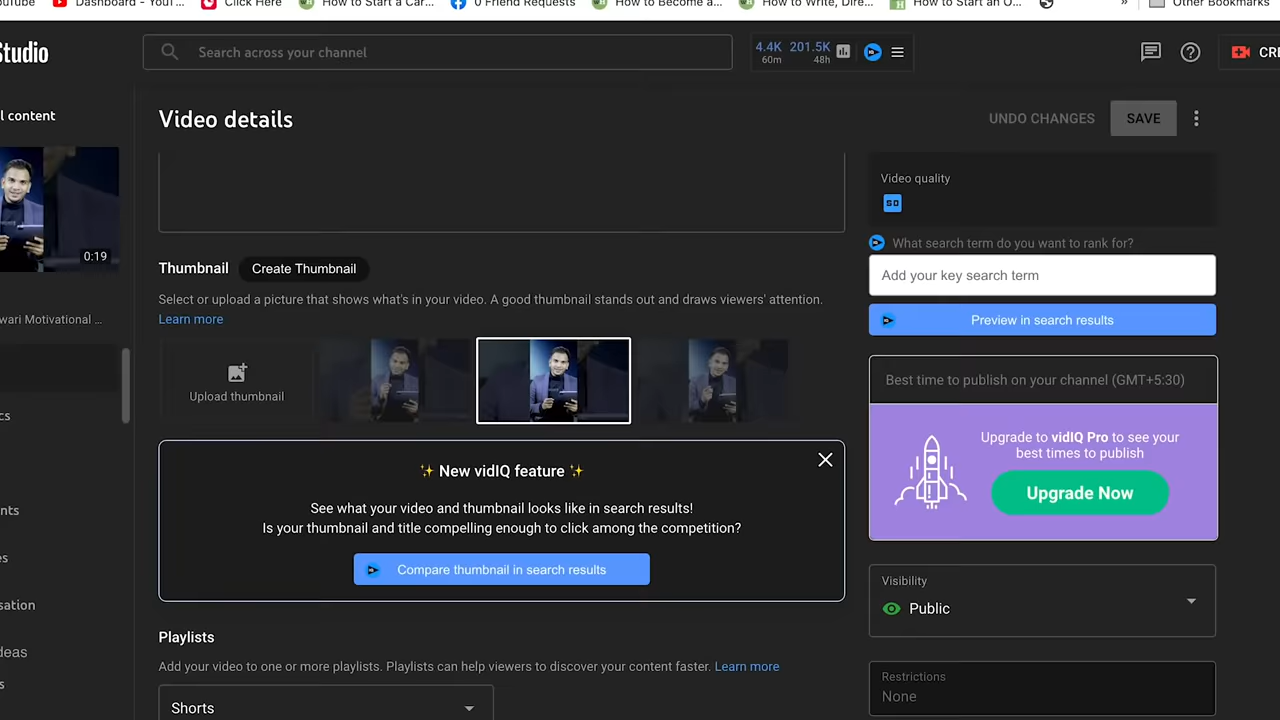 Dashboard - YouT...
Click Here
How to Start a Car...
0 Friend Requests
How to Become a...
How to Write, Dire...
How to Start an O...
»
Other Bookmarks
Studio
Search across your channel
4.4K 201.5K
60m 48h
Video details
UNDO CHANGES
SAVE
0:19
Video quality
SD
What search term do you want to rank for?
Add your key search term
Preview in search results
Thumbnail
Create Thumbnail
Select or upload a picture that shows what's in your video. A good thumbnail stands out and draws viewers' attention.
Learn more
Upload thumbnail
Best time to publish on your channel (GMT+5:30)
Upgrade to vidIQ Pro to see your
best times to publish
Upgrade Now
✨ New vidIQ feature ✨
See what your video and thumbnail looks like in search results!
Is your thumbnail and title compelling enough to click among the competition?
Compare thumbnail in search results
Visibility
Public
Playlists
Add your video to one or more playlists. Playlists can help viewers to discover your content faster. Learn more
Shorts
Restrictions
None
l content
wari Motivational ...
cs
nts
es
sation
deas
s